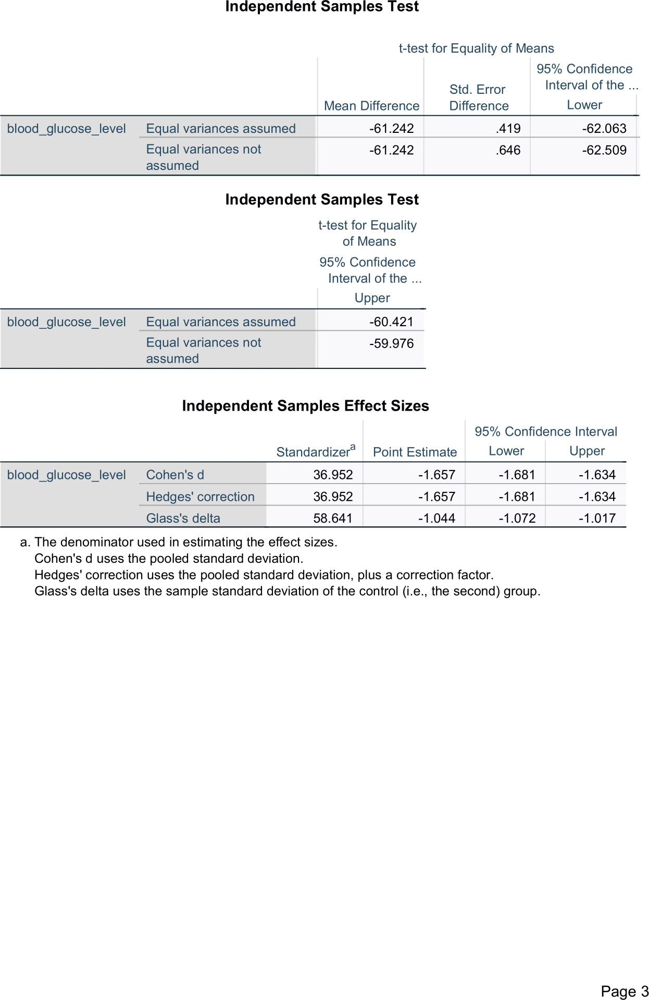 Independent Samples Test
t-test for Equality of Means
95% Confidence
Interval of the ...
Std. Error
Mean Difference Difference Lower
blood_glucose_level Equal variances assumed -61.242 .419 -62.063
Equal variances not -61.242 .646 -62.509
assumed
Independent Samples Test
t-test for Equality
of Means
95% Confidence
Interval of the ...
Upper
blood_glucose_level Equal variances assumed -60.421
Equal variances not -59.976
assumed
Independent Samples Effect Sizes
95% Confidence Interval
Standardizerª Point Estimate Lower Upper
blood_glucose_level Cohen's d 36.952 -1.657 -1.681 -1.634
Hedges' correction 36.952 -1.657 -1.681 -1.634
Glass's delta 58.641 -1.044 -1.072 -1.017
a. The denominator used in estimating the effect sizes.
Cohen's d uses the pooled standard deviation.
Hedges' correction uses the pooled standard deviation, plus a correction factor.
Glass's delta uses the sample standard deviation of the control (i.e., the second) group.
Page 3